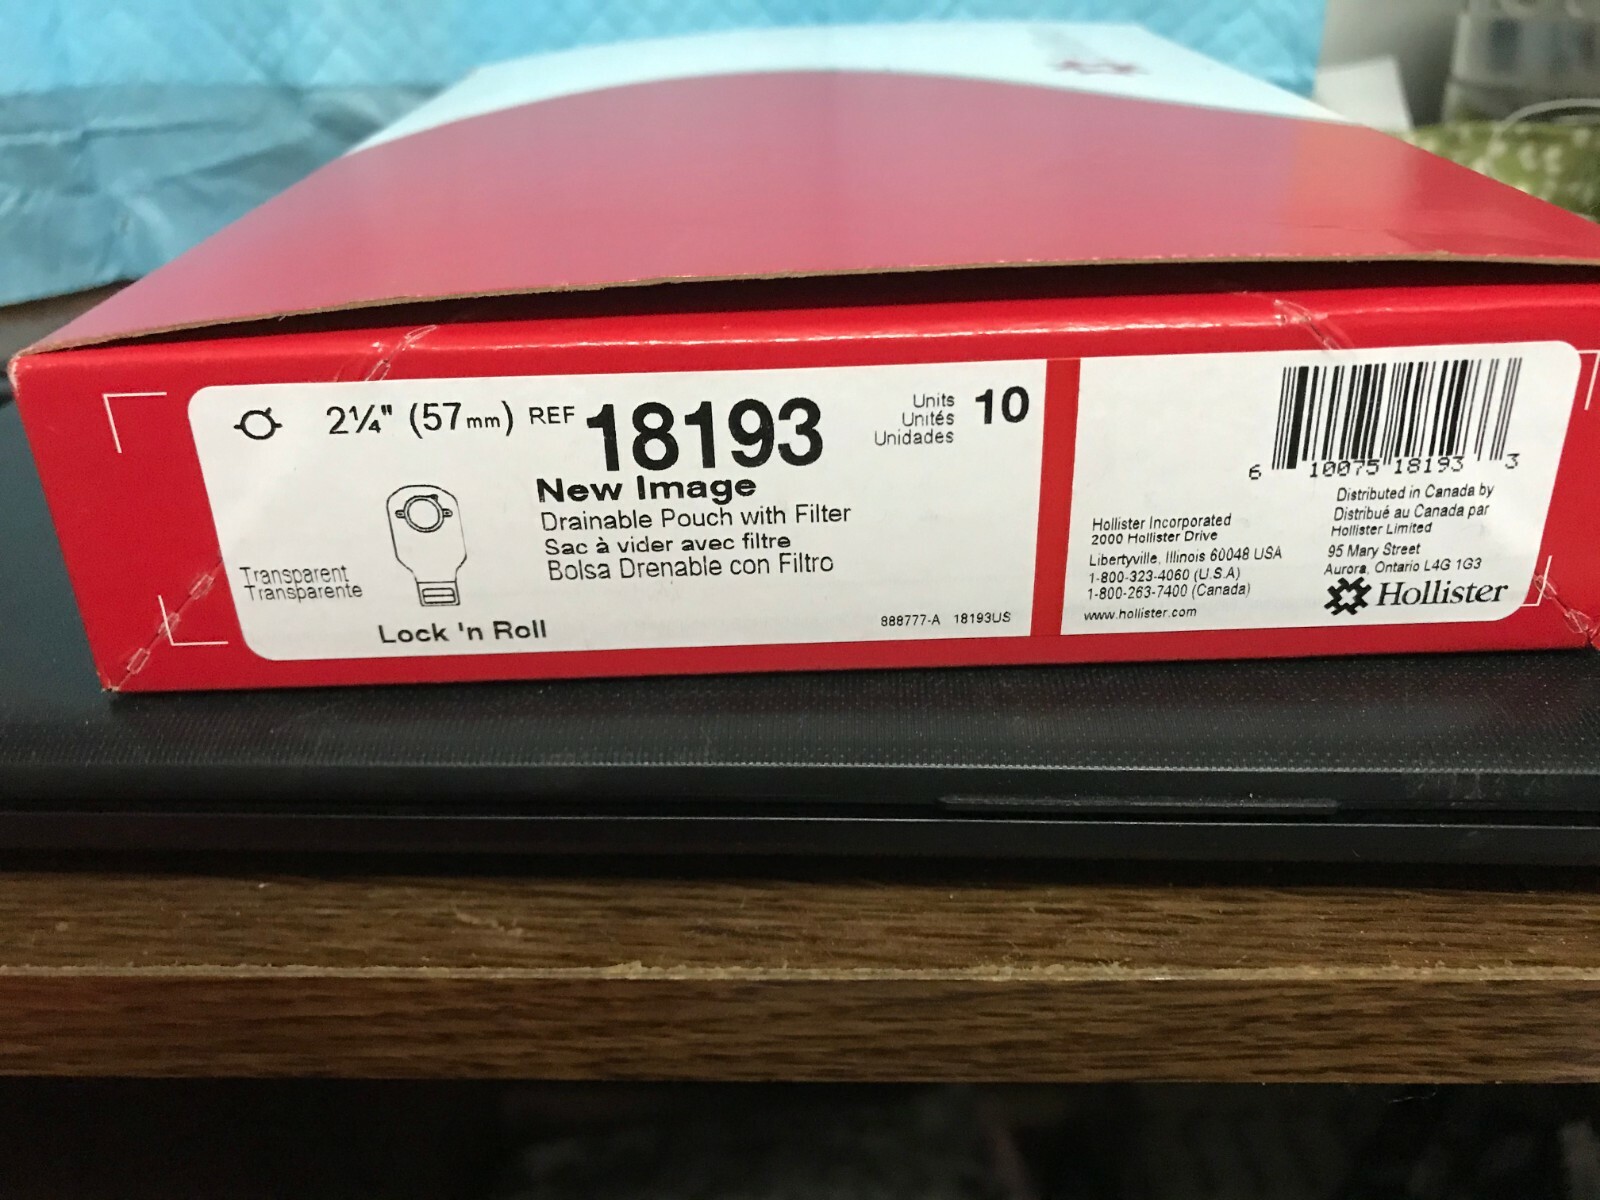 2¼" (57mm) REF 18193
Units
Unités
Unidades
10
New Image
Drainable Pouch with Filter
Sac à vider avec filtre
Bolsa Drenable con Filtro
Transparent
Transparente
Lock 'n Roll
888777-A 18193US
6 10075 18193 3
Hollister Incorporated
2000 Hollister Drive
Libertyville, Illinois 60048 USA
1-800-323-4060 (U.S.A)
1-800-263-7400 (Canada)
www.hollister.com
Distributed in Canada by
Distribué au Canada par
Hollister Limited
95 Mary Street
Aurora, Ontario L4G 1G3
Hollister